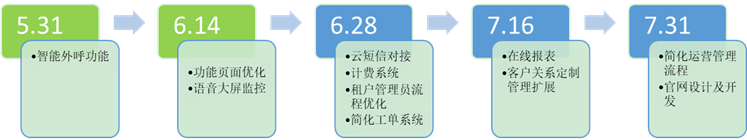 5.31
•智能外呼功能
6.14
•功能页面优化
•语音大屏监控
6.28
•云短信对接
•计费系统
•租户管理员流
程优化
•简化工单系统
7.16
•在线报表
•客户关系定制
管理扩展
7.31
•简化运营管理
流程
•官网设计及开
发